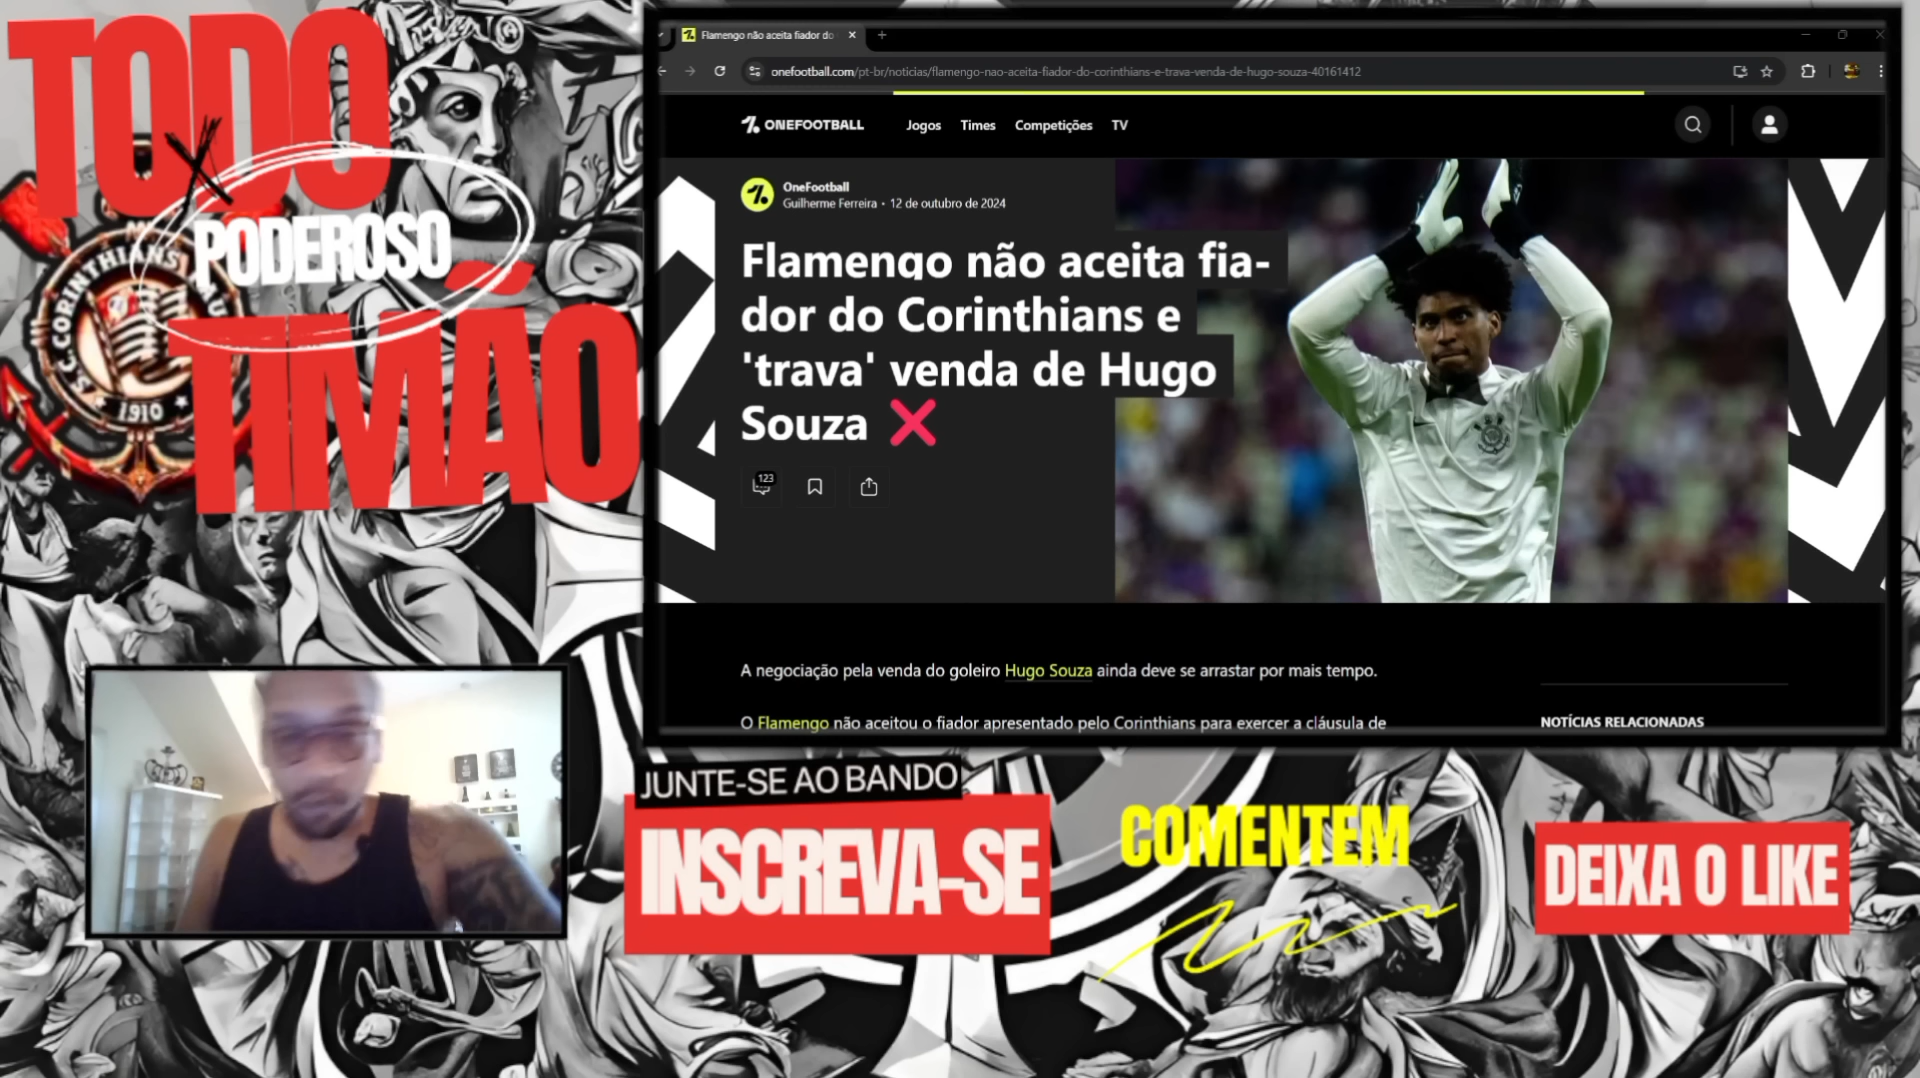 TODO
PODEROSO
TIMÃO
S.C. CORINTHIANS
1910
Flamengo não aceita fiador do
onefootball.com/pt-br/noticias/flamengo-nao-aceita-fiador-do-corinthians-e-trava-venda-de-hugo-souza-40161412
ONEFOOTBALL
Jogos Times Competições TV
OneFootball
Guilherme Ferreira • 12 de outubro de 2024
Flamengo não aceita fia-
dor do Corinthians e
'trava' venda de Hugo
Souza
123
A negociação pela venda do goleiro Hugo Souza ainda deve se arrastar por mais tempo.
O Flamengo não aceitou o fiador apresentado pelo Corinthians para exercer a cláusula de
NOTÍCIAS RELACIONADAS
JUNTE-SE AO BANDO
INSCREVA-SE
COMENTEM
DEIXA O LIKE